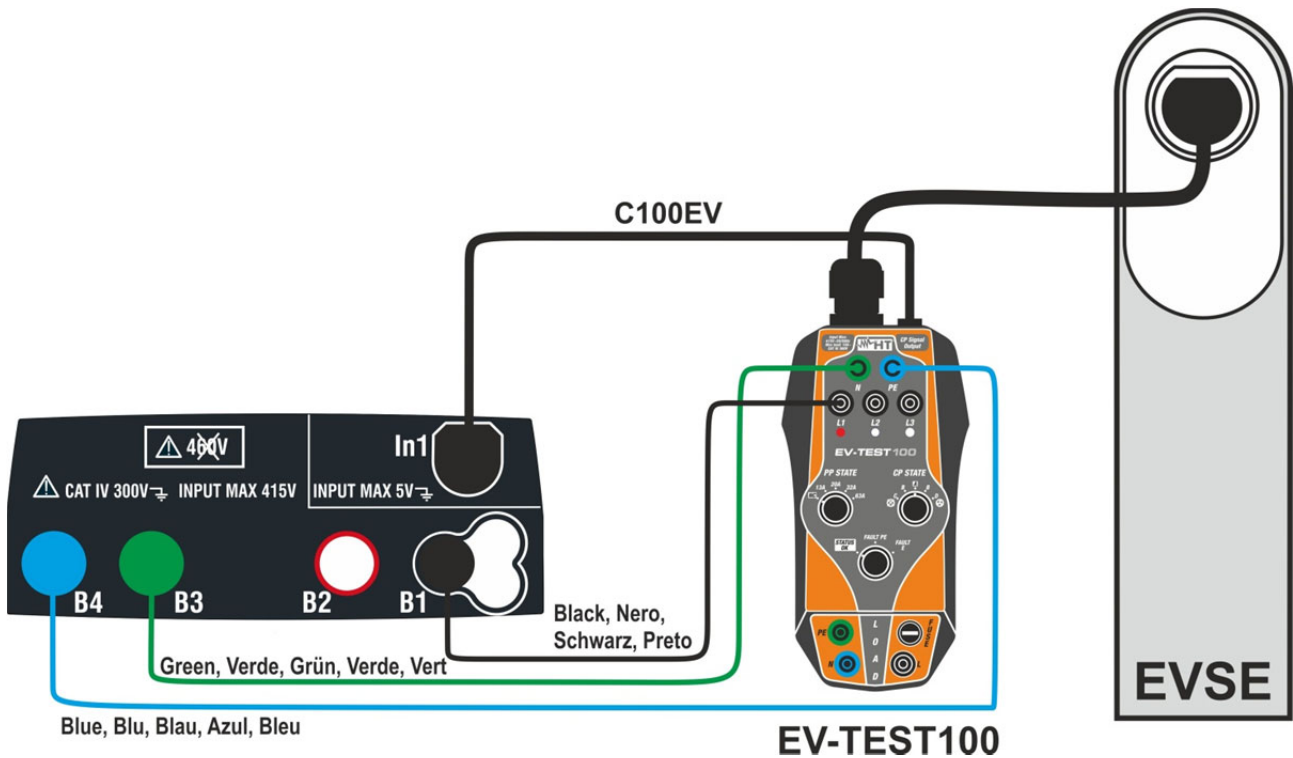 C100EV
In1
460V
CAT IV 300V INPUT MAX 415V
INPUT MAX 5V
B4
B3
B2
B1
Black, Nero,
Schwarz, Preto
Green, Verde, Grün, Verde, Vert
Blue, Blu, Blau, Azul, Bleu
HT
CP Signal
Output
N PE
L1 L2 L3
EV-TEST100
PP STATE
CP STATE
13A 20A 32A 63A
STATUS
OK
FAULT PE
FAULT
E
PE
N
LOAD
FUSE
L
EV-TEST100
EVSE